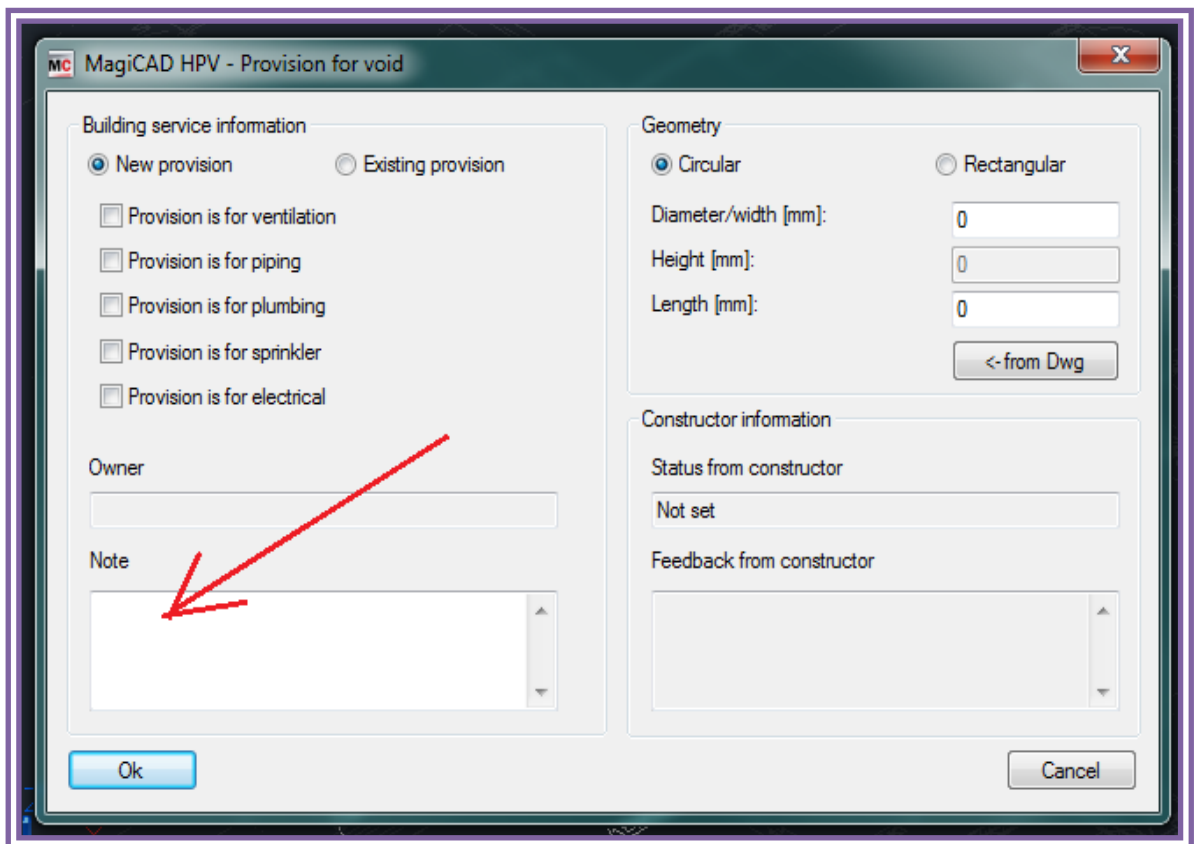 MC MagiCAD HPV - Provision for void
x
Building service information
New provision Existing provision
Provision is for ventilation
Provision is for piping
Provision is for plumbing
Provision is for sprinkler
Provision is for electrical
Owner
Note
Ok
Geometry
Circular Rectangular
Diameter/width [mm]: 0
Height [mm]: 0
Length [mm]: 0
<-from Dwg
Constructor information
Status from constructor
Not set
Feedback from constructor
Cancel